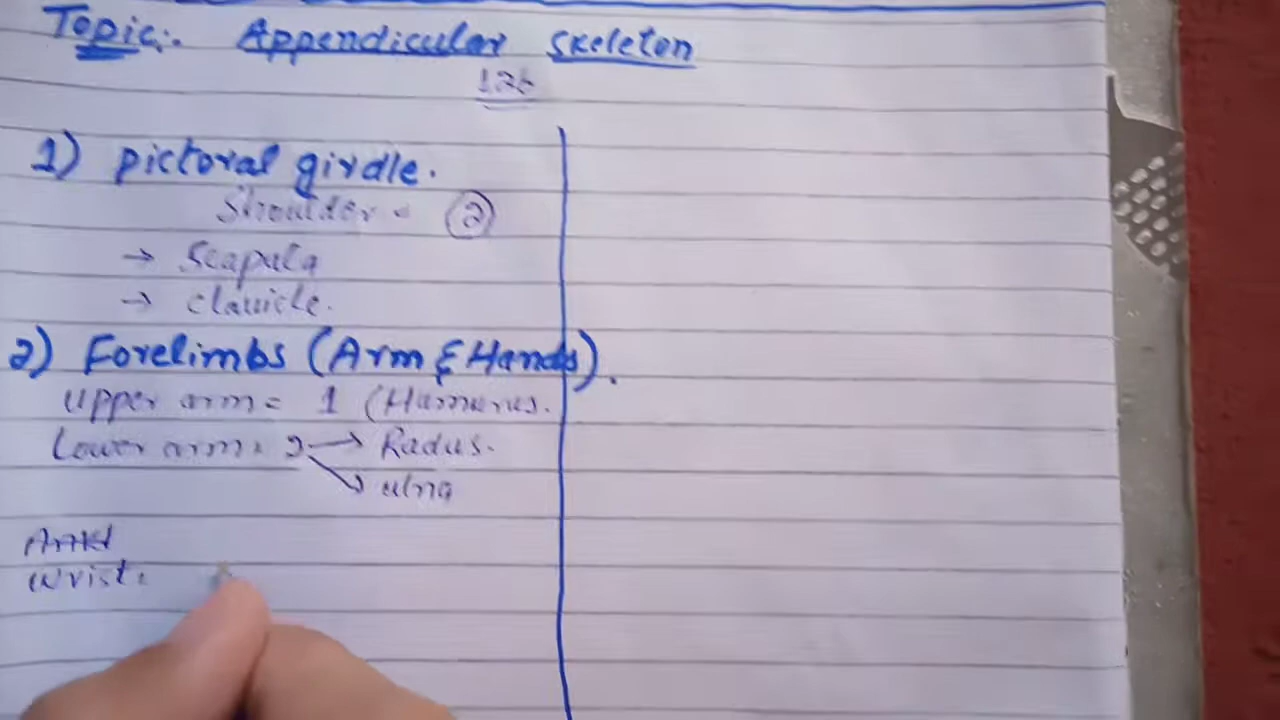 Topic:. Appendicular skeleton
126
1) pictoral girdle.
Shoulder = 2
→ Scapula
→ clavicle.
2) Forelimbs (Arm & Hands).
Upper arm = 1 (Humerus.
Lower arm = 2 → Radus.
→ ulna
Wrist =